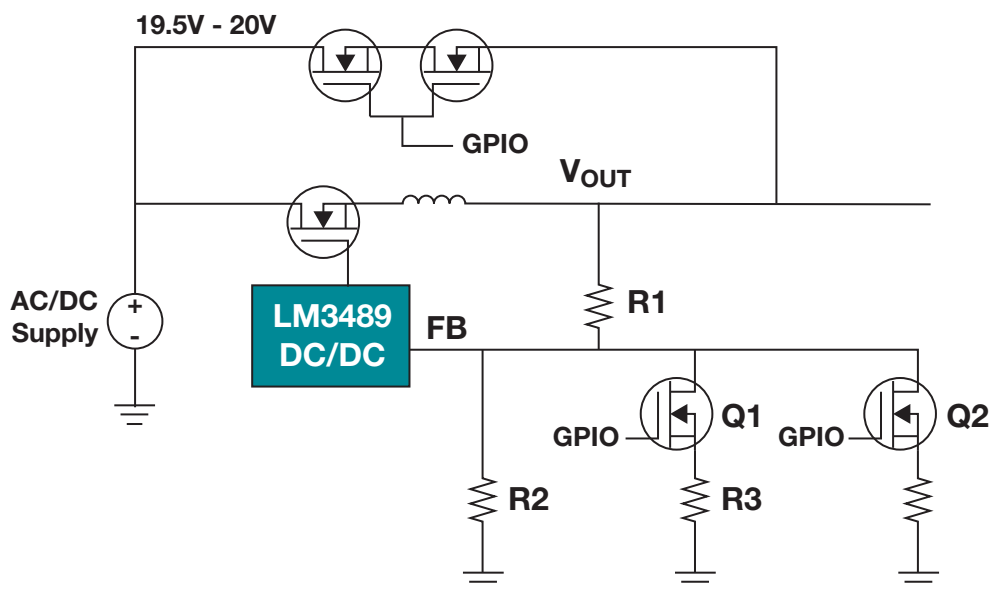 19.5V - 20V
GPIO
VOUT
AC/DC
Supply
+
-
LM3489
DC/DC
FB
R1
GPIO
Q1
GPIO
Q2
R2
R3